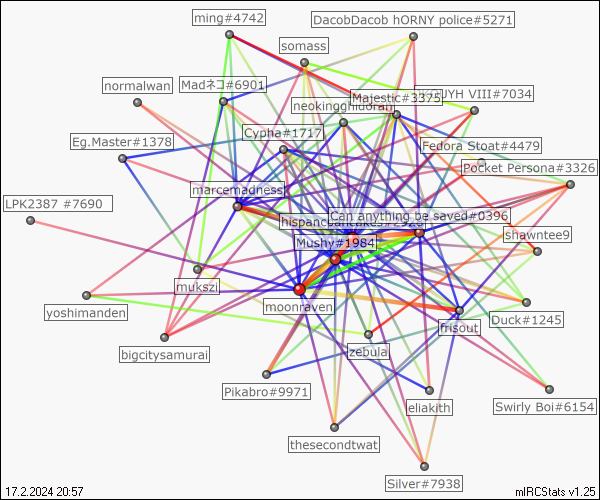 ming#4742
DacobDacob hORNY police#5271
somass
normalwan
Madネコ#6901
Majestic#3375
VIII#7034
neokingghidorah
Cypha#1717
Eg.Master#1378
Fedora Stoat#4479
Pocket Persona#3326
marcemadness
LPK2387 #7690
Can anything be saved#0396
Mushy#1984
shawntee9
mukszi
moonraven
yoshimanden
Duck#1245
frisout
zebula
bigcitysamurai
Pikabro#9971
eliakith
Swirly Boi#6154
thesecondtwat
Silver#7938
17.2.2024 20:57
mIRCStats v1.25